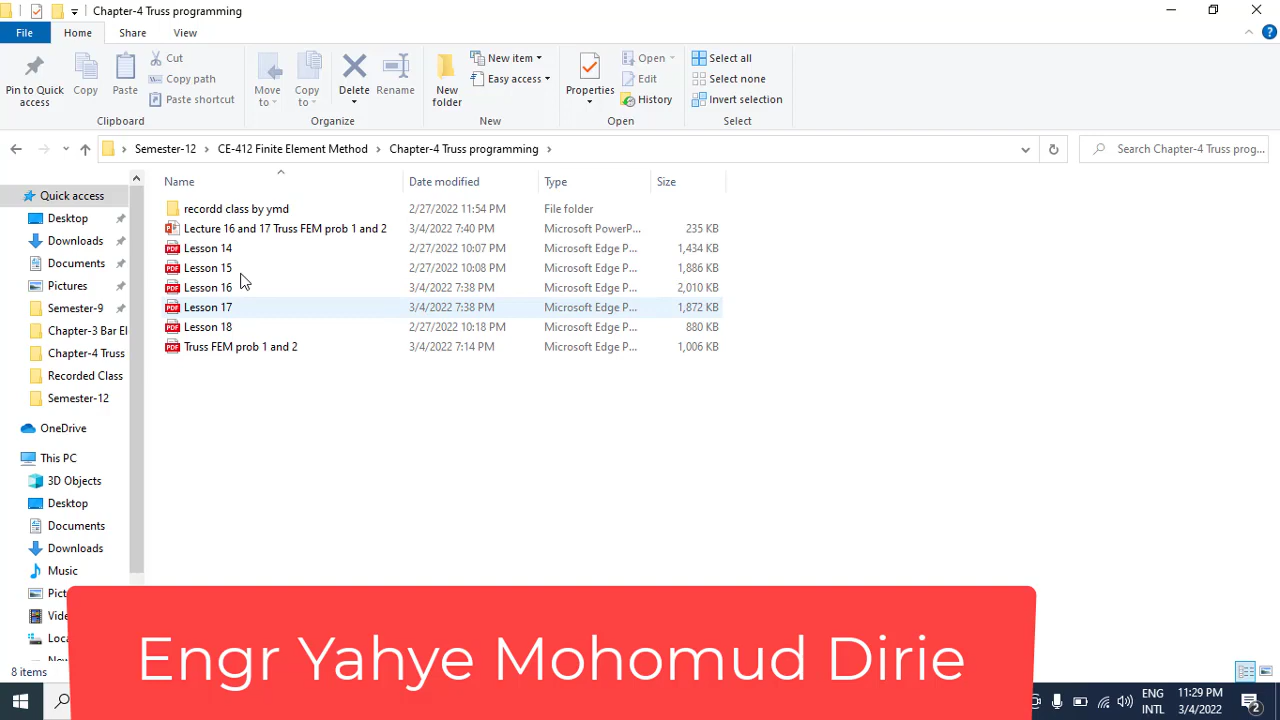 Chapter-4 Truss programming
File
Home
Share
View
Pin to Quick access
Copy
Paste
Cut
Copy path
Paste shortcut
Clipboard
Move to
Copy to
Delete
Rename
Organize
New folder
New item
Easy access
New
Properties
Open
Edit
History
Open
Select all
Select none
Invert selection
Select
Semester-12 > CE-412 Finite Element Method > Chapter-4 Truss programming >
Search Chapter-4 Truss prog...
Name Date modified Type Size
recordd class by ymd 2/27/2022 11:54 PM File folder
Lecture 16 and 17 Truss FEM prob 1 and 2 3/4/2022 7:40 PM Microsoft PowerP... 235 KB
Lesson 14 2/27/2022 10:07 PM Microsoft Edge P... 1,434 KB
Lesson 15 2/27/2022 10:08 PM Microsoft Edge P... 1,886 KB
Lesson 16 3/4/2022 7:38 PM Microsoft Edge P... 2,010 KB
Lesson 17 3/4/2022 7:38 PM Microsoft Edge P... 1,872 KB
Lesson 18 2/27/2022 10:18 PM Microsoft Edge P... 880 KB
Truss FEM prob 1 and 2 3/4/2022 7:14 PM Microsoft Edge P... 1,006 KB
Quick access
Desktop
Downloads
Documents
Pictures
Semester-9
Chapter-3 Bar El
Chapter-4 Truss
Recorded Class
Semester-12
OneDrive
This PC
3D Objects
Desktop
Documents
Downloads
Music
Pict
Vide
Loca
8 items
Engr Yahye Mohomud Dirie
ENG
INTL
11:29 PM
3/4/2022
2